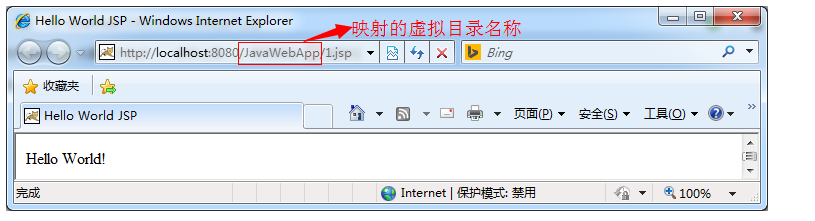 Hello World JSP - Windows Internet Explorer
映射的虚拟目录名称
http://localhost:8080/JavaWebApp/1.jsp
Bing
收藏夹
Hello World JSP
页面(P)
安全(S)
工具(O)
Hello World!
完成
Internet | 保护模式: 禁用
100%